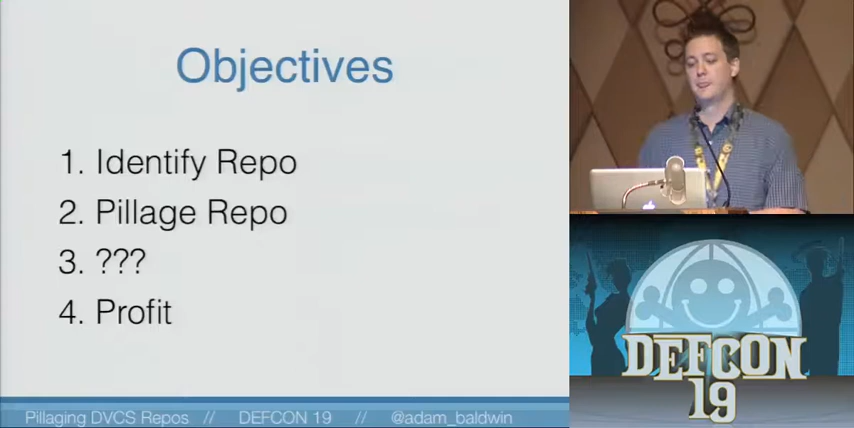 Objectives
1. Identify Repo
2. Pillage Repo
3. ???
4. Profit
Pillaging DVCS Repos // DEFCON 19 // @adam_baldwin
DEFCON
19